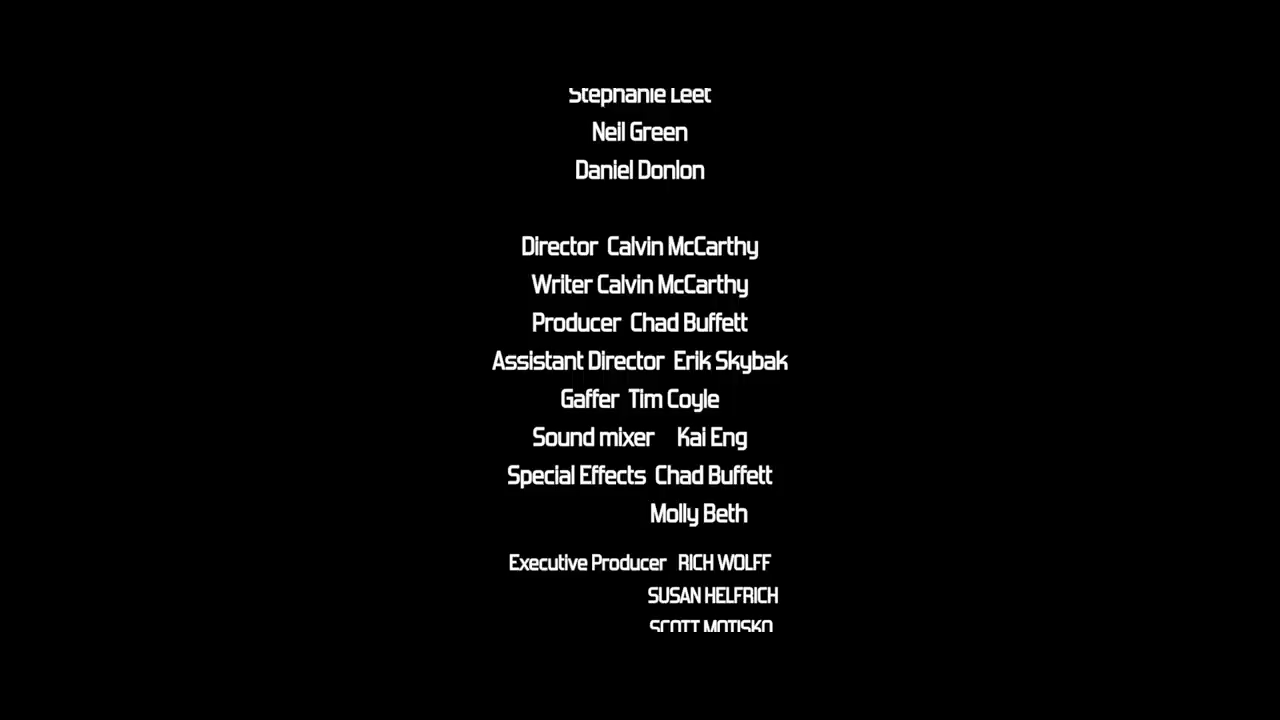 Stephanie Leet
Neil Green
Daniel Donlon
Director Calvin McCarthy
Writer Calvin McCarthy
Producer Chad Buffett
Assistant Director Erik Skybak
Gaffer Tim Coyle
Sound mixer Kai Eng
Special Effects Chad Buffett
Molly Beth
Executive Producer RICH WOLFF
SUSAN HELFRICH
SCOTT MOTISKO